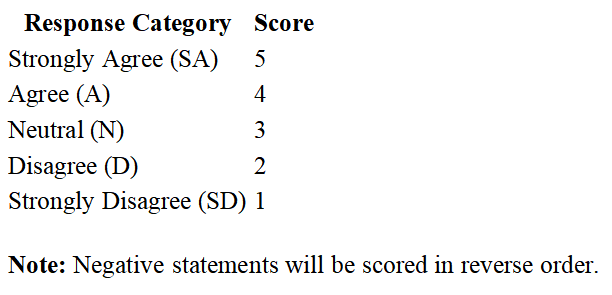 Response Category Score
Strongly Agree (SA) 5
Agree (A) 4
Neutral (N) 3
Disagree (D) 2
Strongly Disagree (SD) 1
Note: Negative statements will be scored in reverse order.